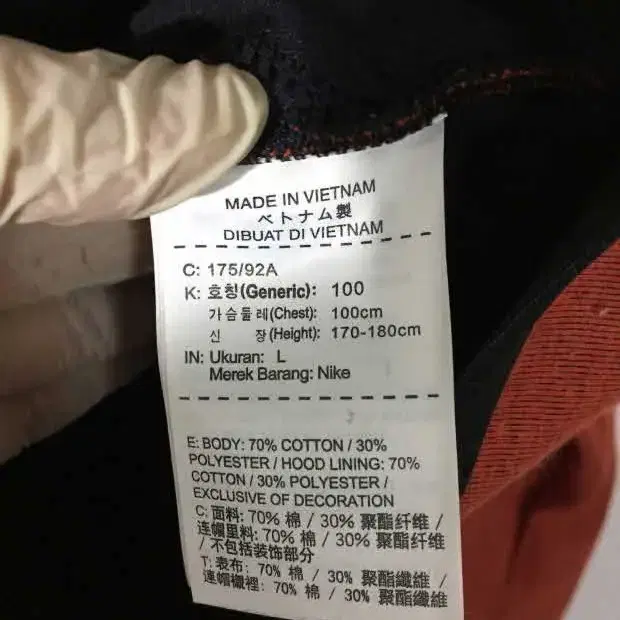 MADE IN VIETNAM
ベトナム製
DIBUAT DI VIETNAM
C: 175/92A
K: 호칭(Generic): 100
가슴둘레(Chest): 100cm
신 장(Height): 170-180cm
IN: Ukuran: L
Merek Barang: Nike
E: BODY: 70% COTTON / 30%
POLYESTER / HOOD LINING: 70%
COTTON / 30% POLYESTER /
EXCLUSIVE OF DECORATION
C: 面料: 70% 棉 / 30% 聚酯纤维 /
连帽里料: 70% 棉 / 30% 聚酯纤维
/ 不包括装饰部分
T: 表布: 70% 棉 / 30% 聚酯纖維 /
連帽襯裡: 70% 棉 / 30% 聚酯纖維